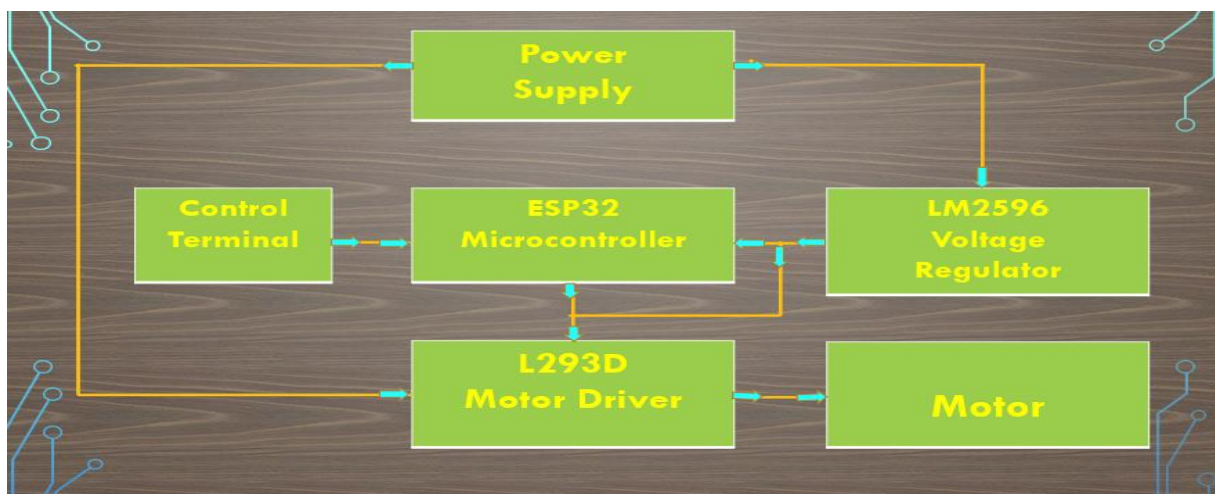 Power
Supply
Control
Terminal
ESP32
Microcontroller
LM2596
Voltage
Regulator
L293D
Motor Driver
Motor